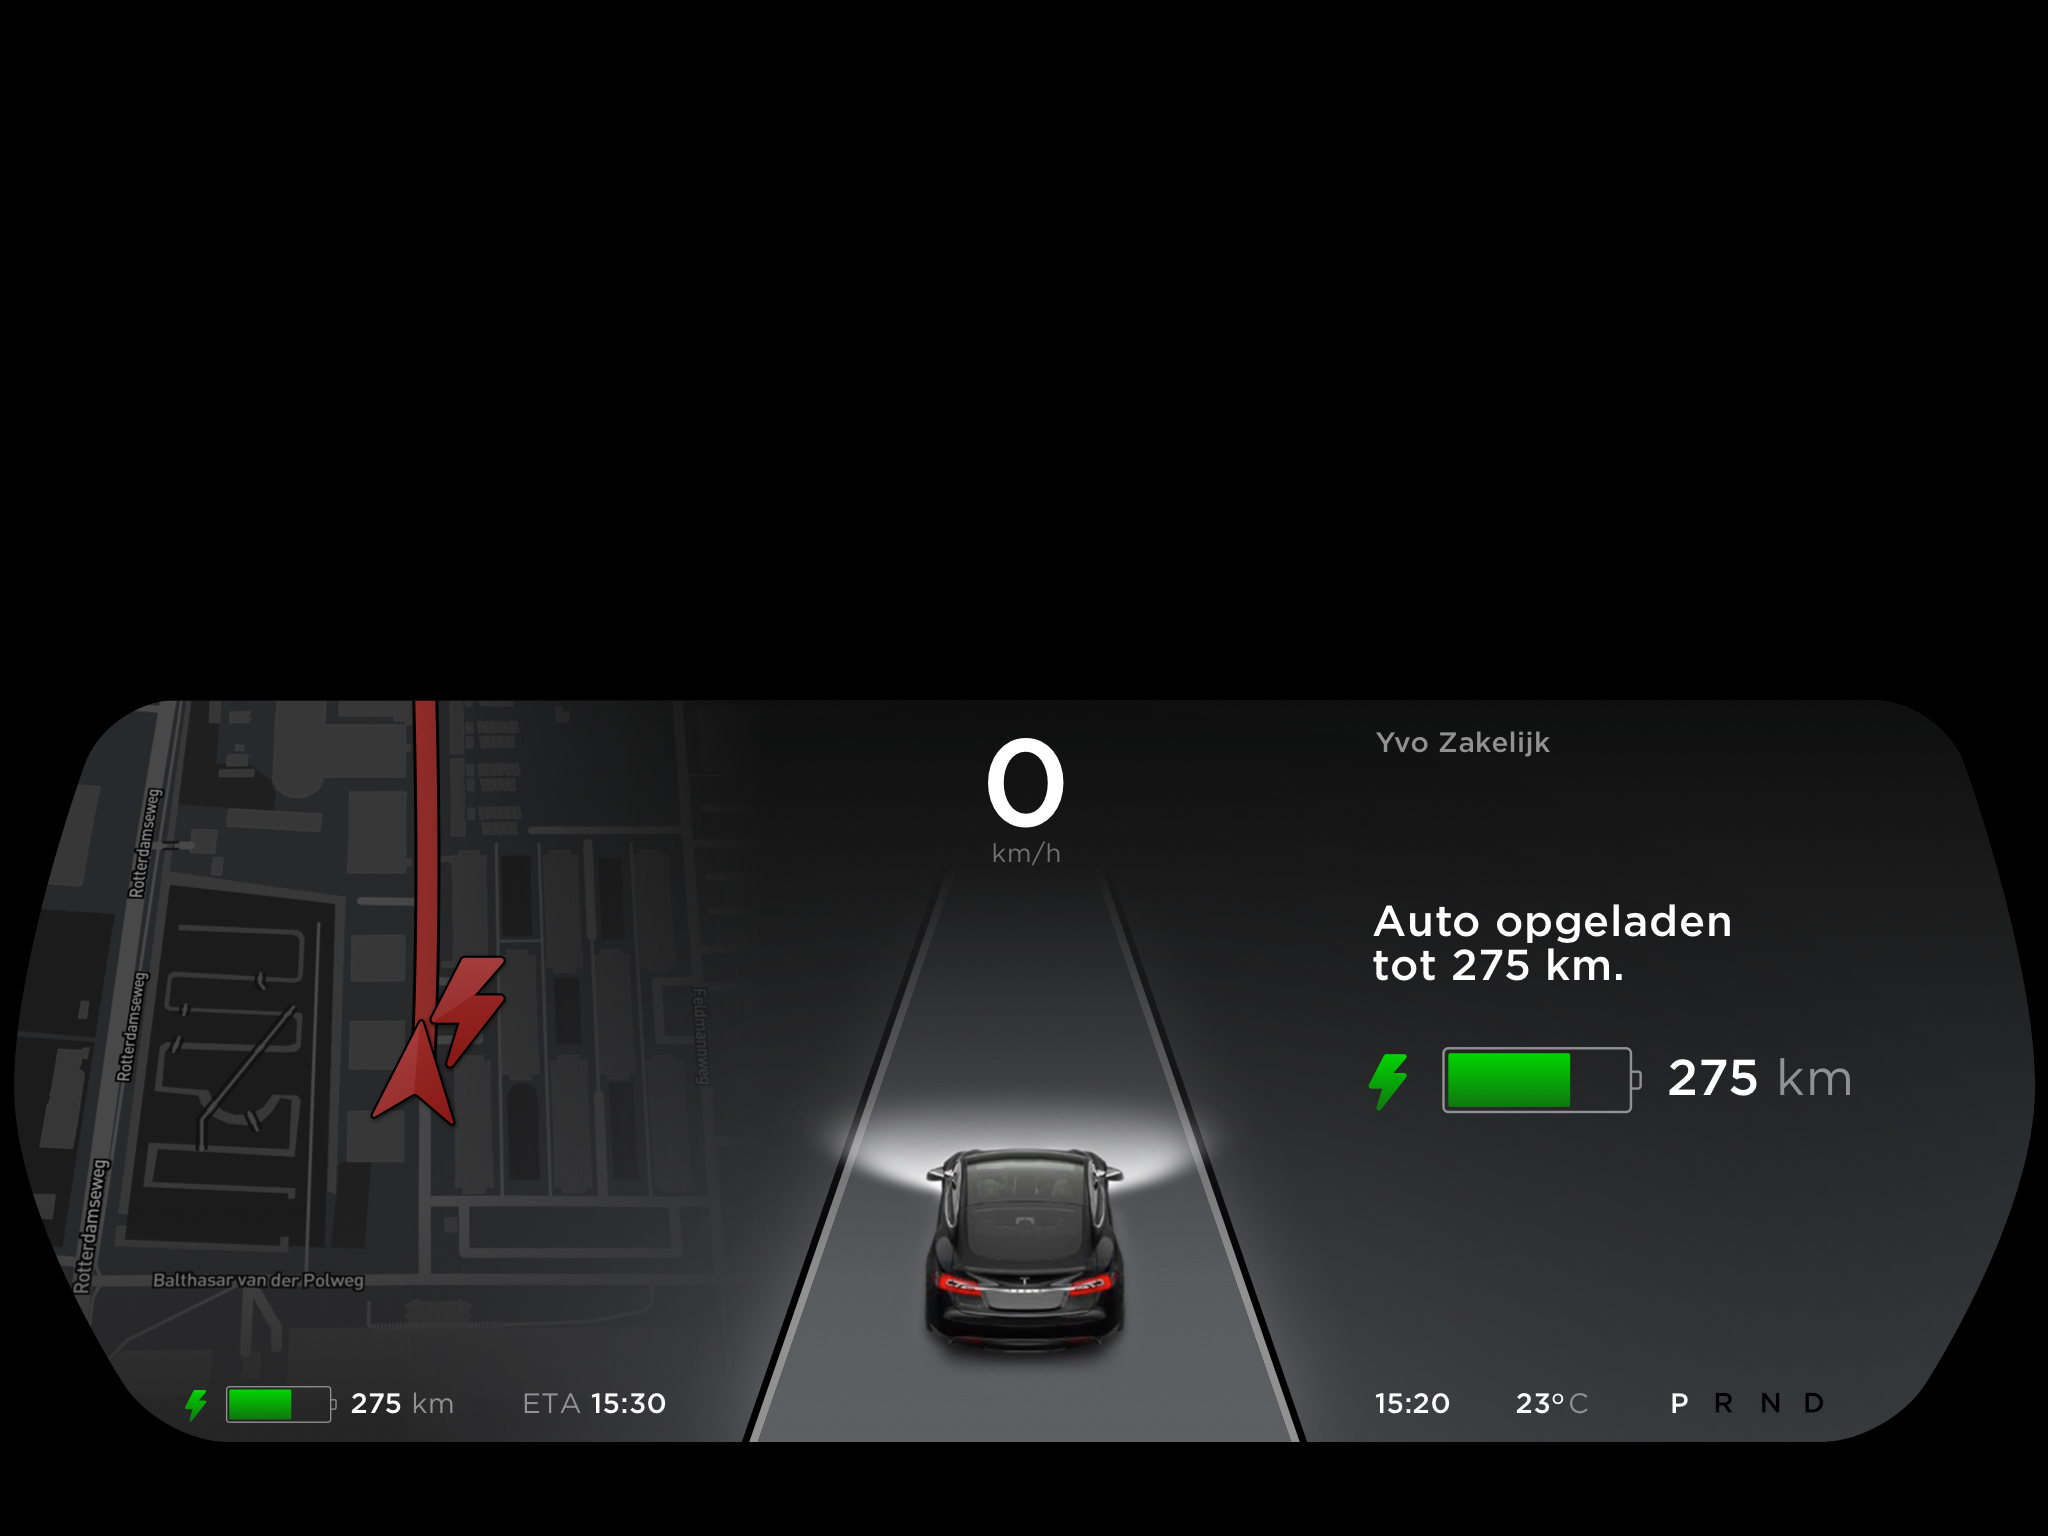 Rotterdamseweg
Rotterdamseweg
Rotterdamseweg
Feldmannweg
Balthasar van der Polweg
275 km
ETA 15:30
0
km/h
Yvo Zakelijk
Auto opgeladen
tot 275 km.
275 km
15:20 23°C P R N D